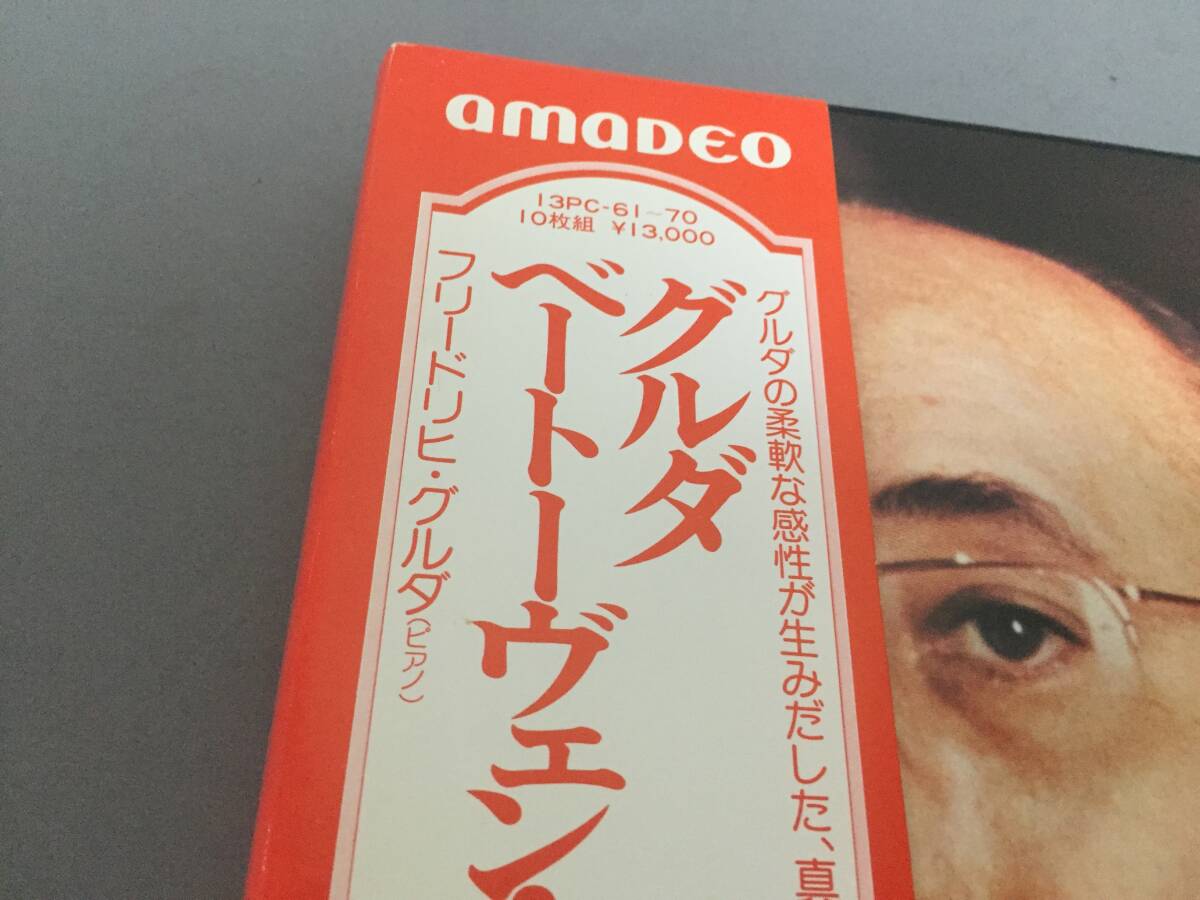 amaDEO
13PC-61~70
10枚組 ¥13,000
グルダの柔軟な感性が生みだした、真
グルダ
ベートーヴェン・
フリードリヒ・グルダ(ピアノ)